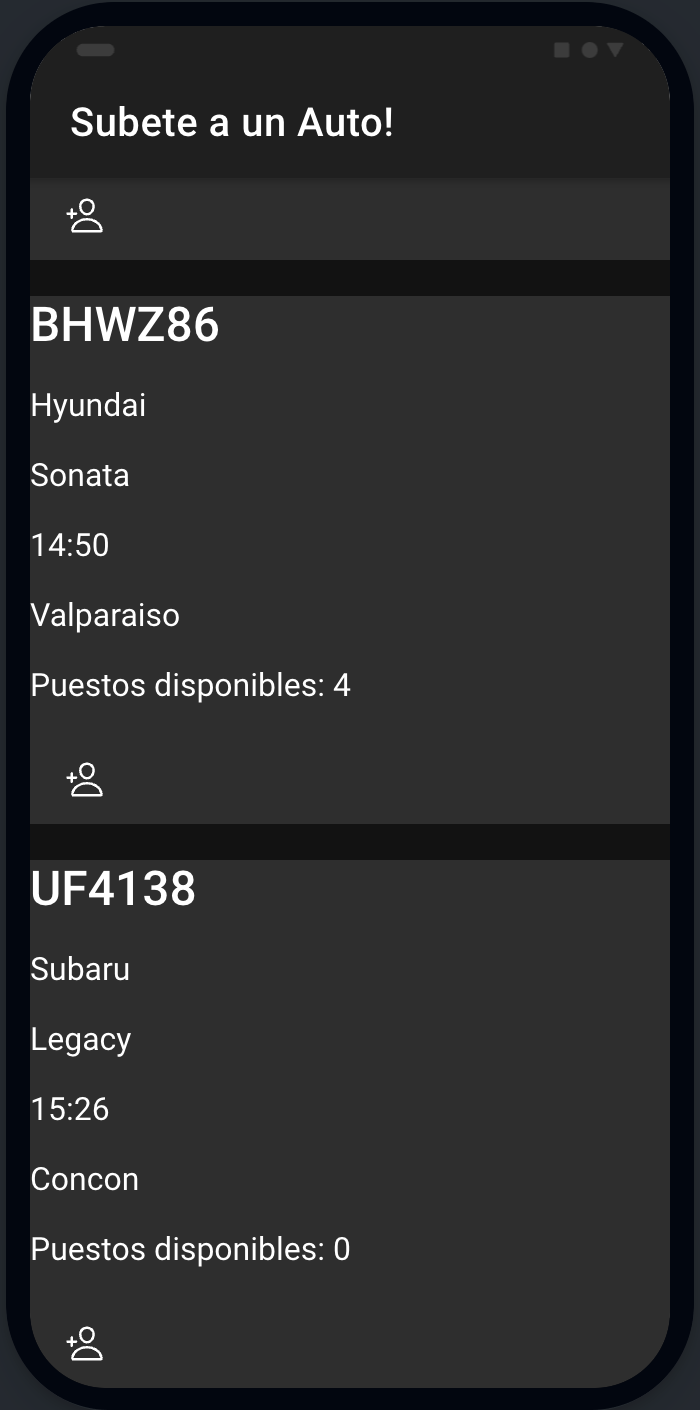 Subete a un Auto!
BHWZ86
Hyundai
Sonata
14:50
Valparaiso
Puestos disponibles: 4
UF4138
Subaru
Legacy
15:26
Concon
Puestos disponibles: 0